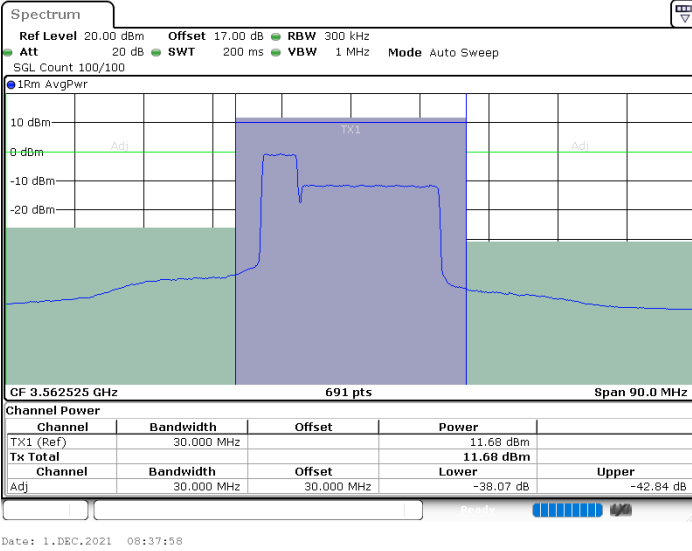 Spectrum
Ref Level 20.00 dBm Offset 17.00 dB RBW 300 kHz
Att 20 dB SWT 200 ms VBW 1 MHz Mode Auto Sweep
SGL Count 100/100
1Rm AvgPwr
10 dBm
TX1
Adj
Adj
0 dBm
-10 dBm
-20 dBm
CF 3.562525 GHz 691 pts Span 90.0 MHz
Channel Power
Channel Bandwidth Offset Power
TX1 (Ref) 30.000 MHz 11.68 dBm
Tx Total 11.68 dBm
Channel Bandwidth Offset Lower Upper
Adj 30.000 MHz 30.000 MHz -38.07 dB -42.84 dB
Ready
Date: 1.DEC.2021 08:37:58